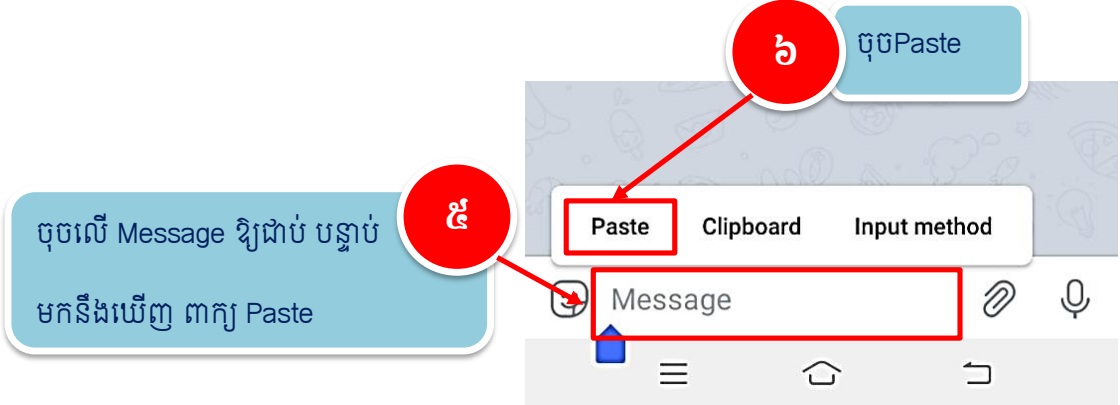 ៦
ចុចPaste
៥
ចុចលើ Message ឱ្យជាប់ បន្ទាប់
មកនឹងឃើញ ពាក្យ Paste
Paste Clipboard Input method
Message